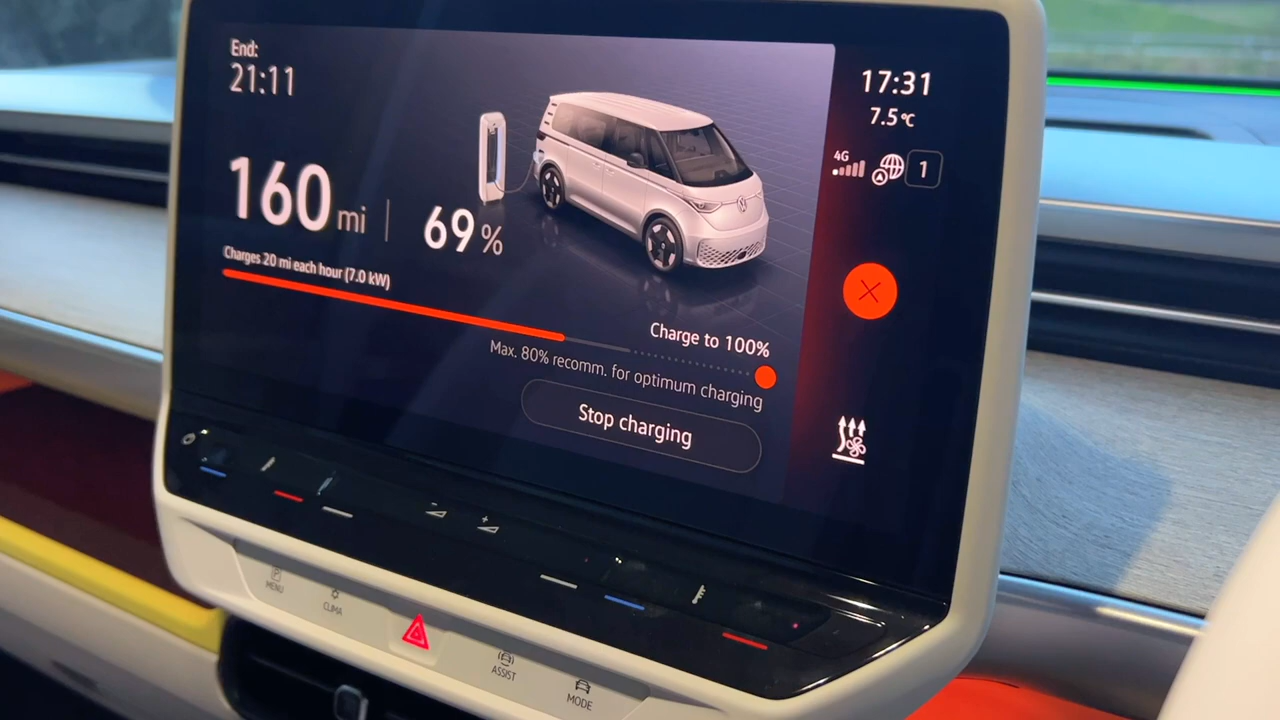 End:
21:11
17:31
7.5°C
4G
1
160 mi | 69%
Charges 20 mi each hour (7.0 kW)
Charge to 100%
Max. 80% recomm. for optimum charging
Stop charging
MENU
CLIMA
ASSIST
MODE